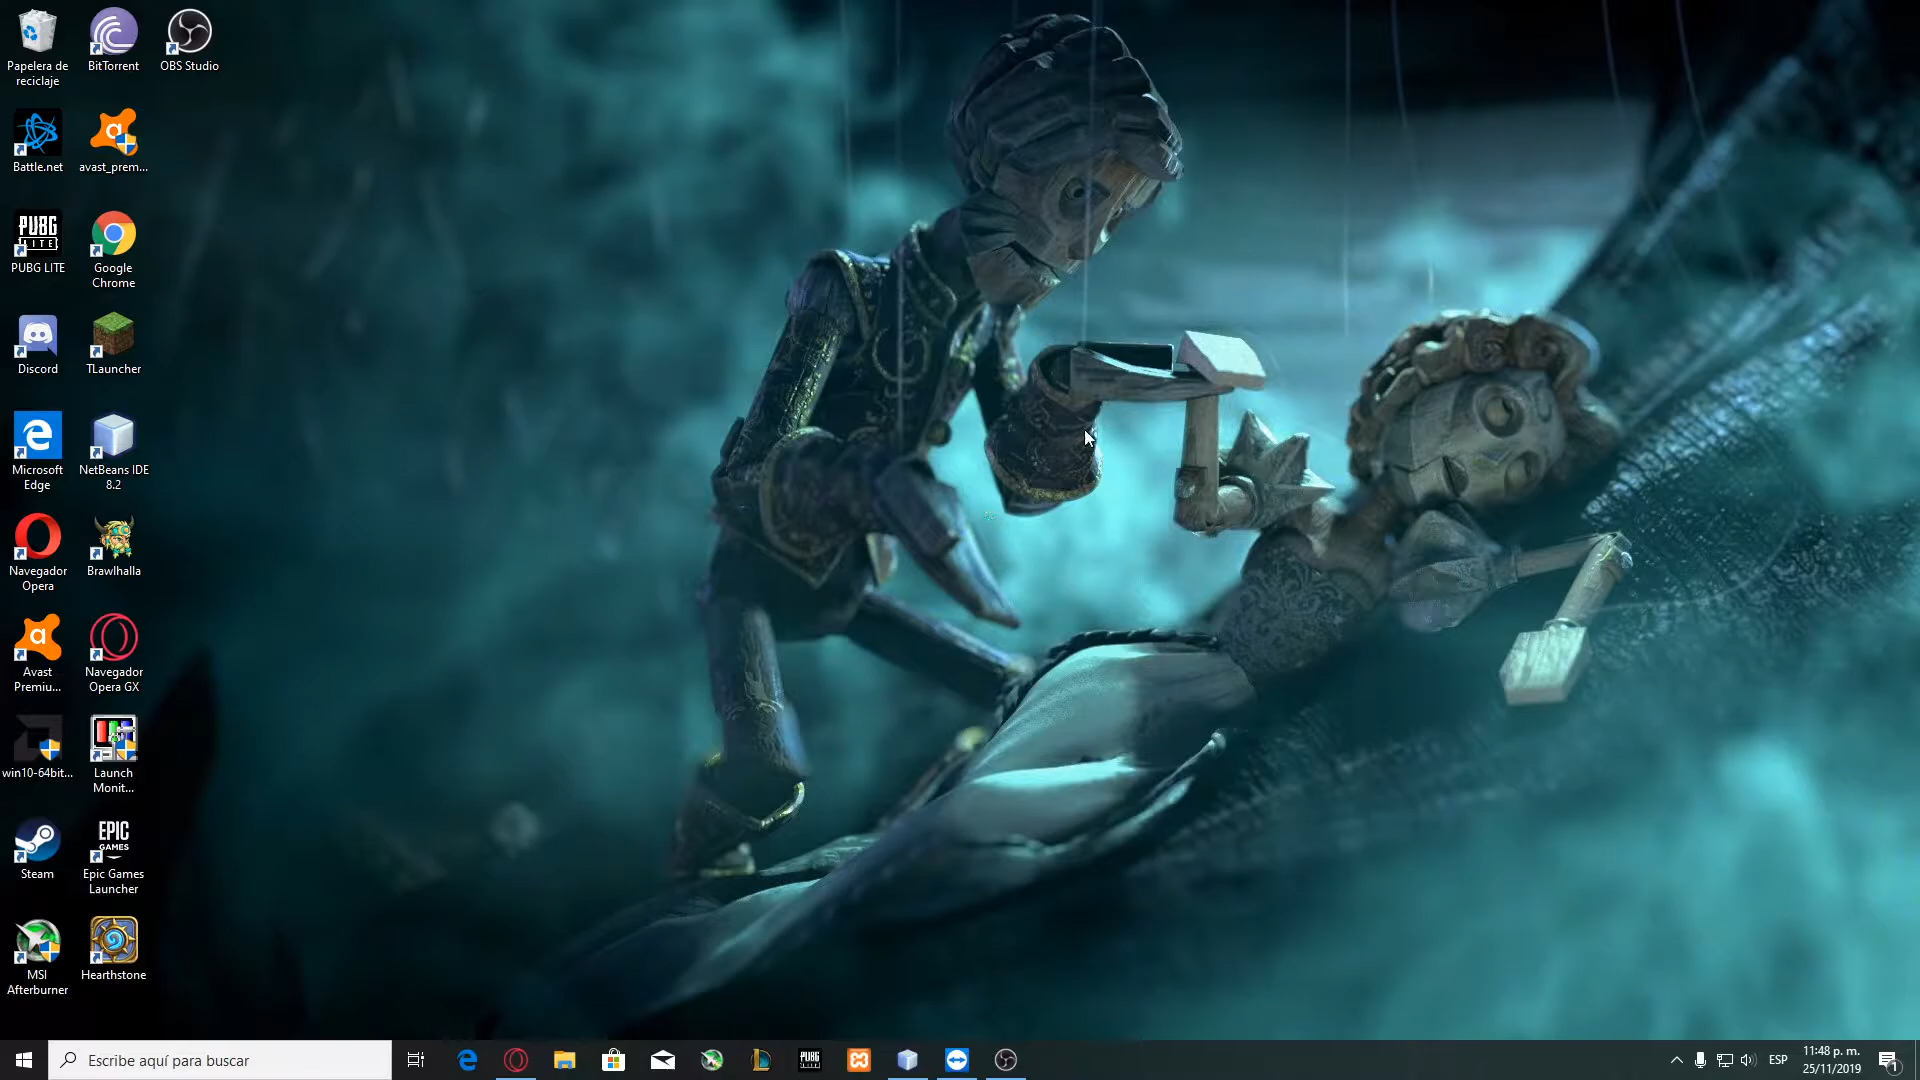 Papelera de
reciclaje
BitTorrent
OBS Studio
Battle.net
avast_prem...
PUBG
LITE
PUBG LITE
Google
Chrome
Discord
TLauncher
Microsoft
Edge
NetBeans IDE
8.2
Navegador
Opera
Brawlhalla
Avast
Premiu...
Navegador
Opera GX
win10-64bit...
Launch
Monit...
Steam
EPIC
GAMES
Epic Games
Launcher
MSI
Afterburner
Hearthstone
Escribe aquí para buscar
PUBG
ESP
11:48 p. m.
25/11/2019
1